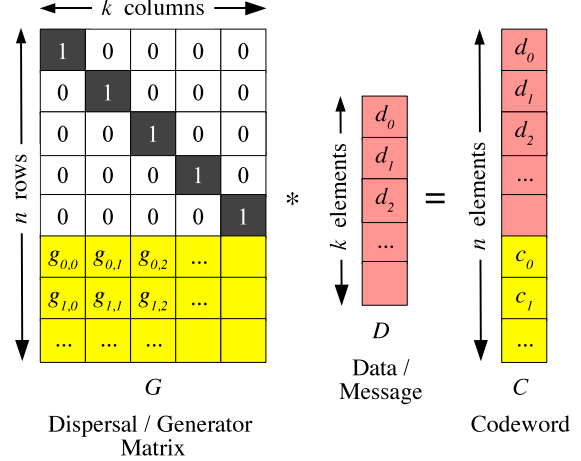 k columns
1 0 0 0 0
0 1 0 0 0
0 0 1 0 0
0 0 0 1 0
0 0 0 0 1
g0,0 g0,1 g0,2 ...
g1,0 g1,1 g1,2 ...
... ... ...
n rows
G
Dispersal / Generator
Matrix
*
k elements
d0
d1
d2
...
D
Data /
Message
=
n elements
d0
d1
d2
...
c0
c1
...
C
Codeword